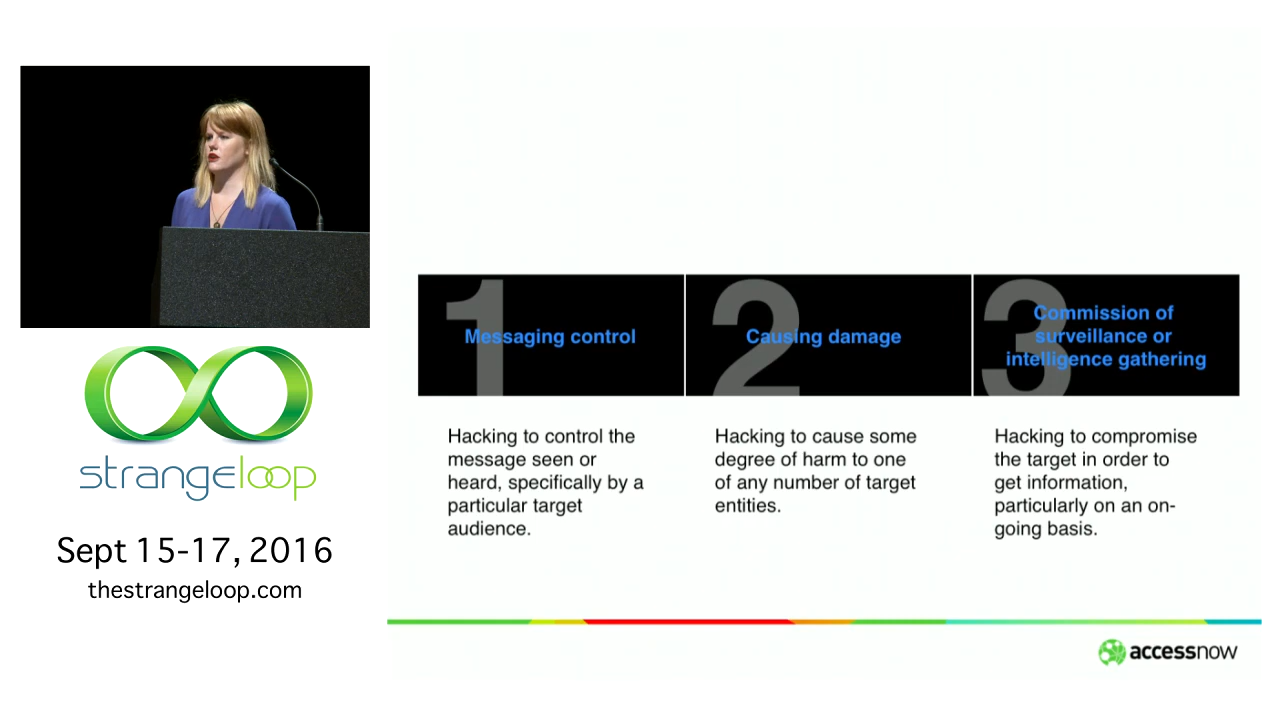 strangeloop
Sept 15-17, 2016
thestrangeloop.com
1
Messaging control
Hacking to control the
message seen or
heard, specifically by a
particular target
audience.
2
Causing damage
Hacking to cause some
degree of harm to one
of any number of target
entities.
3
Commission of
surveillance or
intelligence gathering
Hacking to compromise
the target in order to
get information,
particularly on an on-
going basis.
accessnow